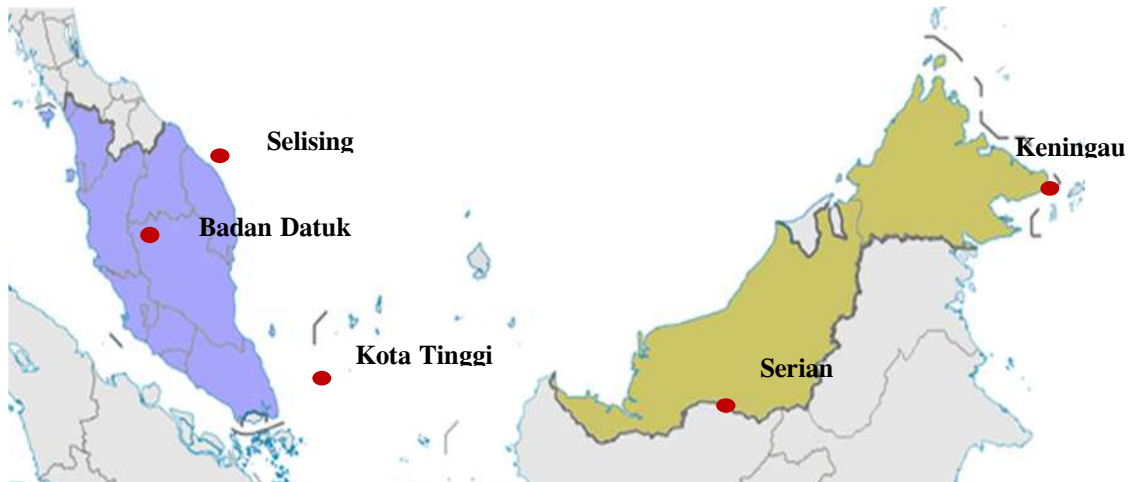 Selising
Keningau
Badan Datuk
Kota Tinggi
Serian